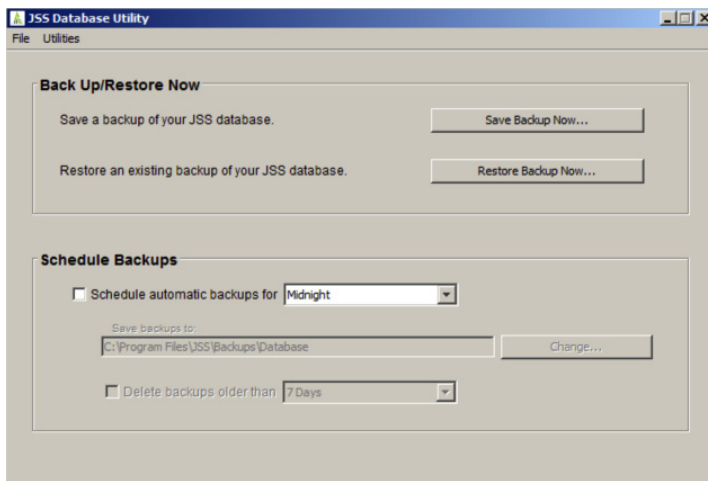 JSS Database Utility
File Utilities
Back Up/Restore Now
Save a backup of your JSS database.
Save Backup Now...
Restore an existing backup of your JSS database.
Restore Backup Now...
Schedule Backups
Schedule automatic backups for Midnight
Save backups to:
C:\Program Files\JSS\Backups\Database
Change...
Delete backups older than 7 Days